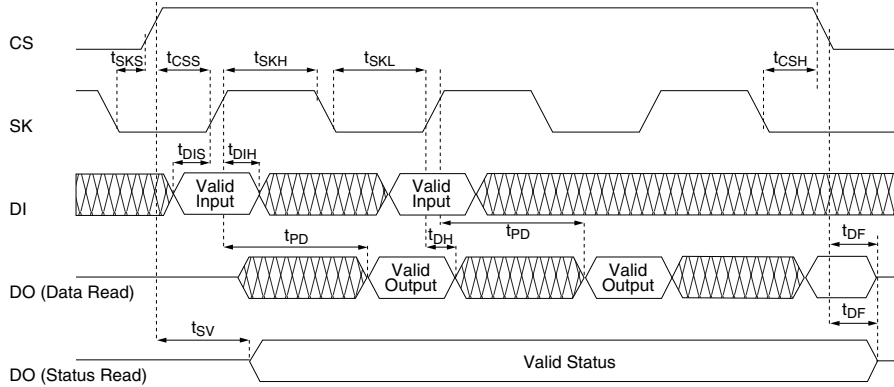 CS
tSKS
tCSS
tSKH
tSKL
tCSH
SK
tDIS
tDIH
DI
Valid
Input
Valid
Input
tPD
tDH
tPD
tDF
DO (Data Read)
Valid
Output
Valid
Output
tDF
tSV
DO (Status Read)
Valid Status